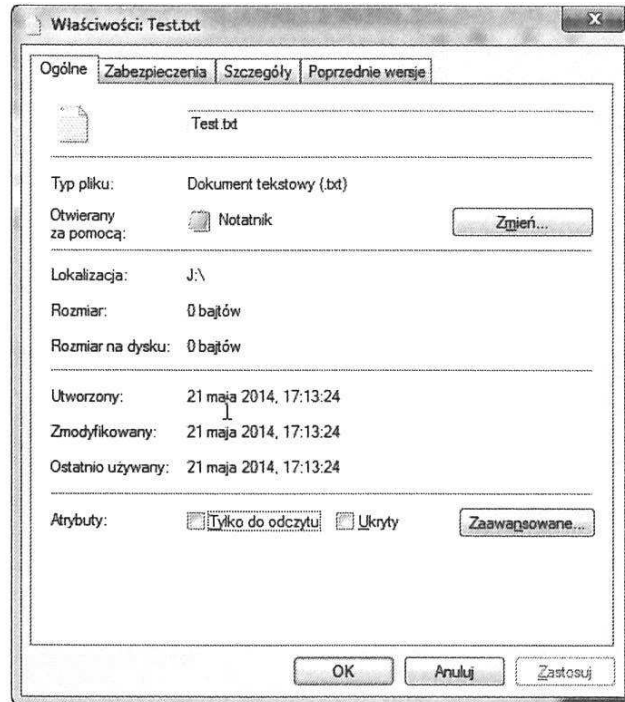 Właściwości: Test.txt
x
Ogólne Zabezpieczenia Szczegóły Poprzednie wersje
Test.txt
Typ pliku: Dokument tekstowy (.txt)
Otwierany za pomocą: Notatnik Zmień...
Lokalizacja: J:\
Rozmiar: 0 bajtów
Rozmiar na dysku: 0 bajtów
Utworzony: 21 maja 2014, 17:13:24
Zmodyfikowany: 21 maja 2014, 17:13:24
Ostatnio używany: 21 maja 2014, 17:13:24
Atrybuty: Tylko do odczytu Ukryty Zaawansowane...
OK Anuluj Zastosuj